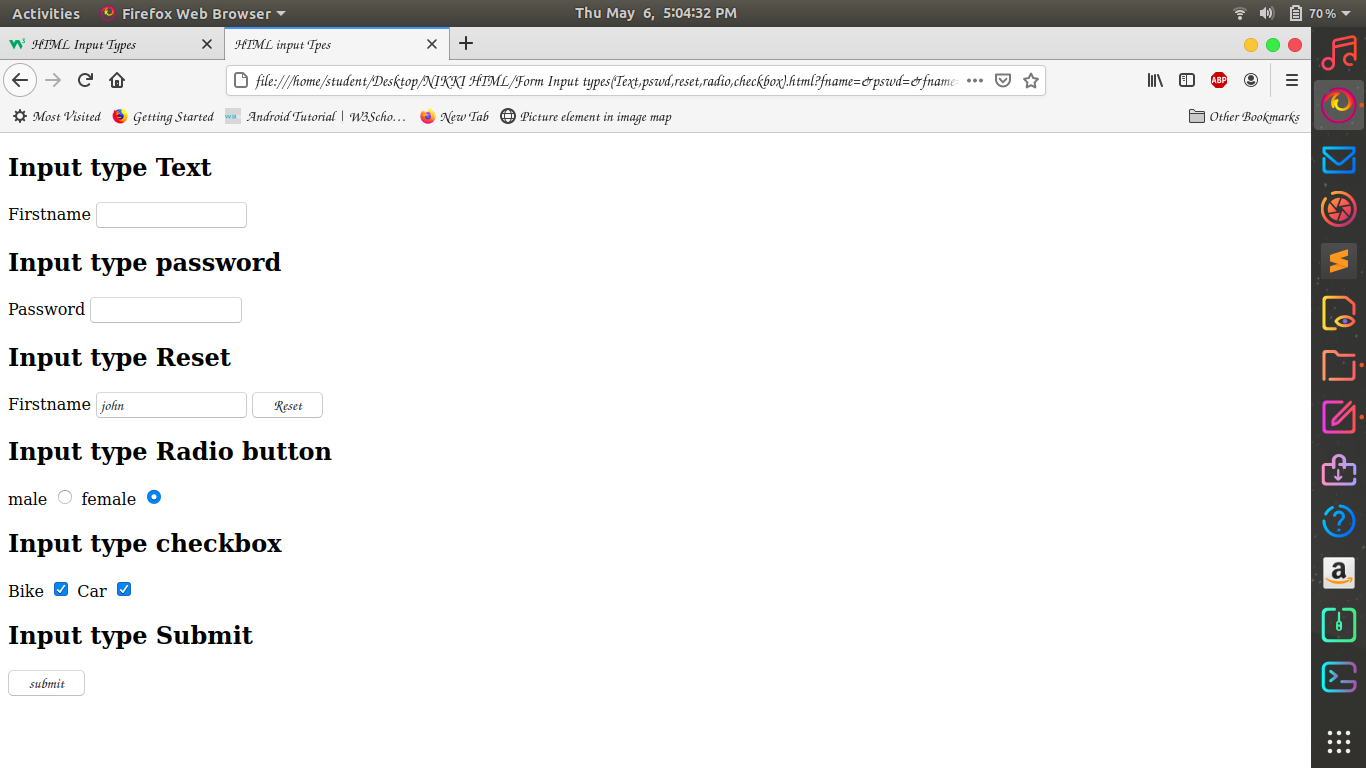 Activities Firefox Web Browser Thu May 6, 5:04:32 PM 70 %
HTML Input Types HTML input Tpes
file:///home/student/Desktop/NIKKI HTML/Form Input types(Text,pswd,reset,radio,checkbox).html?fname=&pswd=&fname= ABP
Most Visited Getting Started Android Tutorial | W3Scho… New Tab Picture element in image map Other Bookmarks
Input type Text
Firstname
Input type password
Password
Input type Reset
Firstname john Reset
Input type Radio button
male female
Input type checkbox
Bike Car
Input type Submit
submit